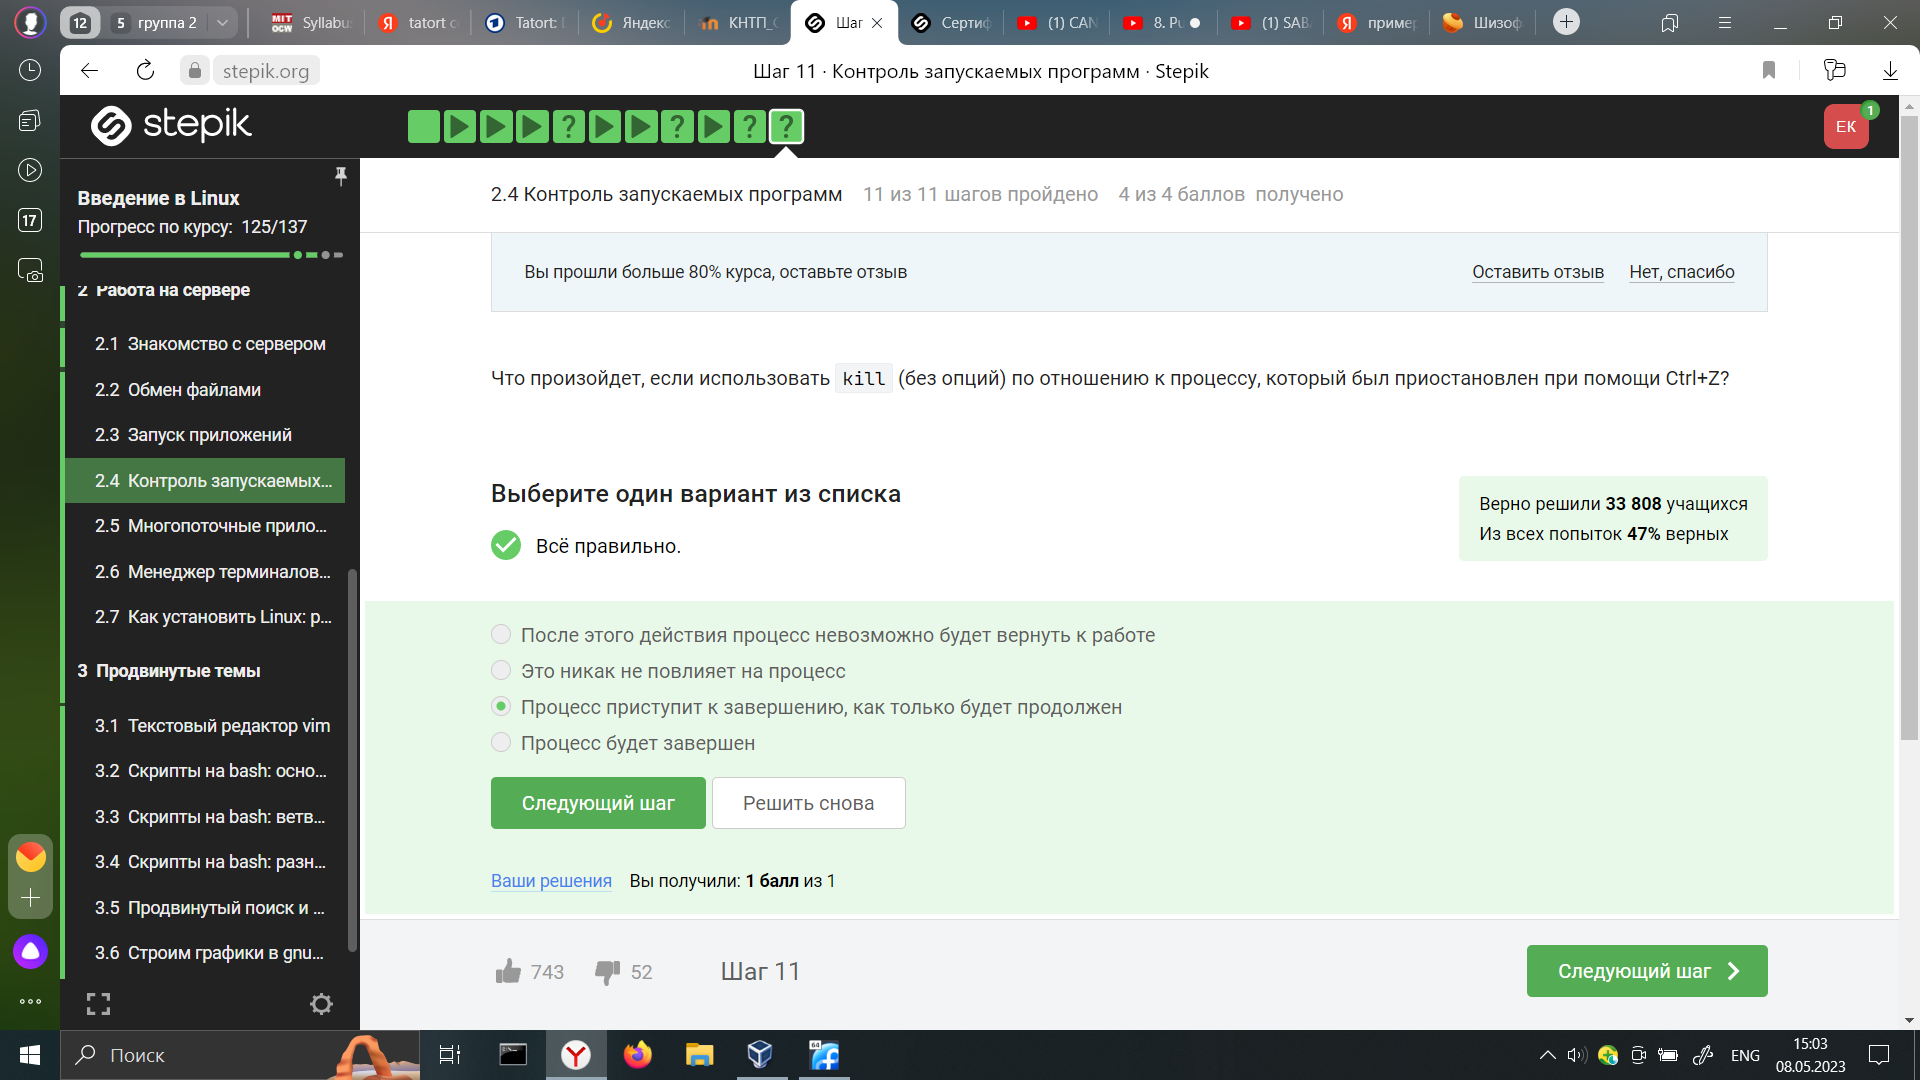 12
5 группа 2
MIT OCW Syllabu
tatort c
Tatort: D
Яндекс
КНТП_С
Шаг
Сертиф
(1) CAN
8. Pu
(1) SAB
пример
Шизоф
stepik.org
Шаг 11 · Контроль запускаемых программ · Stepik
stepik
? ? ? ?
ЕК
1
17
Введение в Linux
Прогресс по курсу: 125/137
2 Работа на сервере
2.1 Знакомство с сервером
2.2 Обмен файлами
2.3 Запуск приложений
2.4 Контроль запускаемых...
2.5 Многопоточные прило...
2.6 Менеджер терминалов...
2.7 Как установить Linux: р...
3 Продвинутые темы
3.1 Текстовый редактор vim
3.2 Скрипты на bash: осно...
3.3 Скрипты на bash: ветв...
3.4 Скрипты на bash: разн...
3.5 Продвинутый поиск и ...
3.6 Строим графики в gnu...
2.4 Контроль запускаемых программ 11 из 11 шагов пройдено 4 из 4 баллов получено
Вы прошли больше 80% курса, оставьте отзыв
Оставить отзыв Нет, спасибо
Что произойдет, если использовать kill (без опций) по отношению к процессу, который был приостановлен при помощи Ctrl+Z?
Выберите один вариант из списка
Всё правильно.
Верно решили 33 808 учащихся
Из всех попыток 47% верных
После этого действия процесс невозможно будет вернуть к работе
Это никак не повлияет на процесс
Процесс приступит к завершению, как только будет продолжен
Процесс будет завершен
Следующий шаг
Решить снова
Ваши решения Вы получили: 1 балл из 1
743 52 Шаг 11
Следующий шаг
Поиск
64
ENG
15:03
08.05.2023